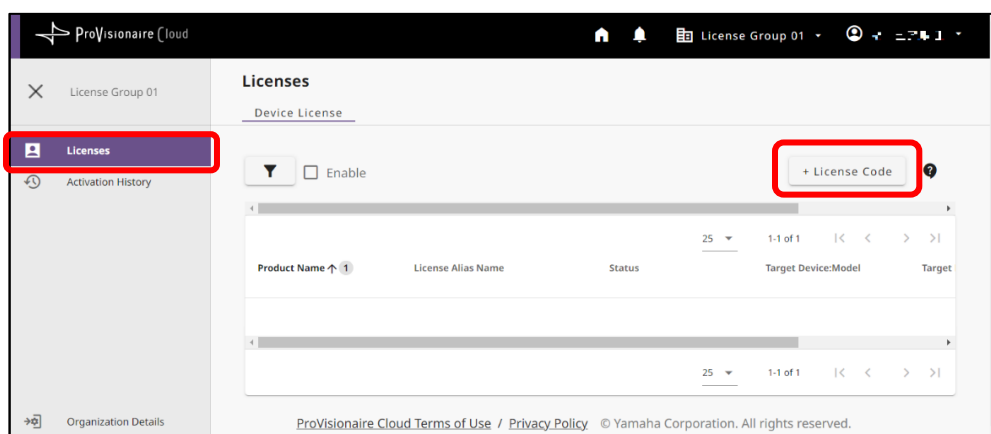 ProVisionaire Cloud
License Group 01
License Group 01
Licenses
Device License
Licenses
Activation History
Enable
+ License Code
?
25 1-1 of 1
Product Name 1 License Alias Name Status Target Device:Model Target
25 1-1 of 1
Organization Details
ProVisionaire Cloud Terms of Use / Privacy Policy © Yamaha Corporation. All rights reserved.